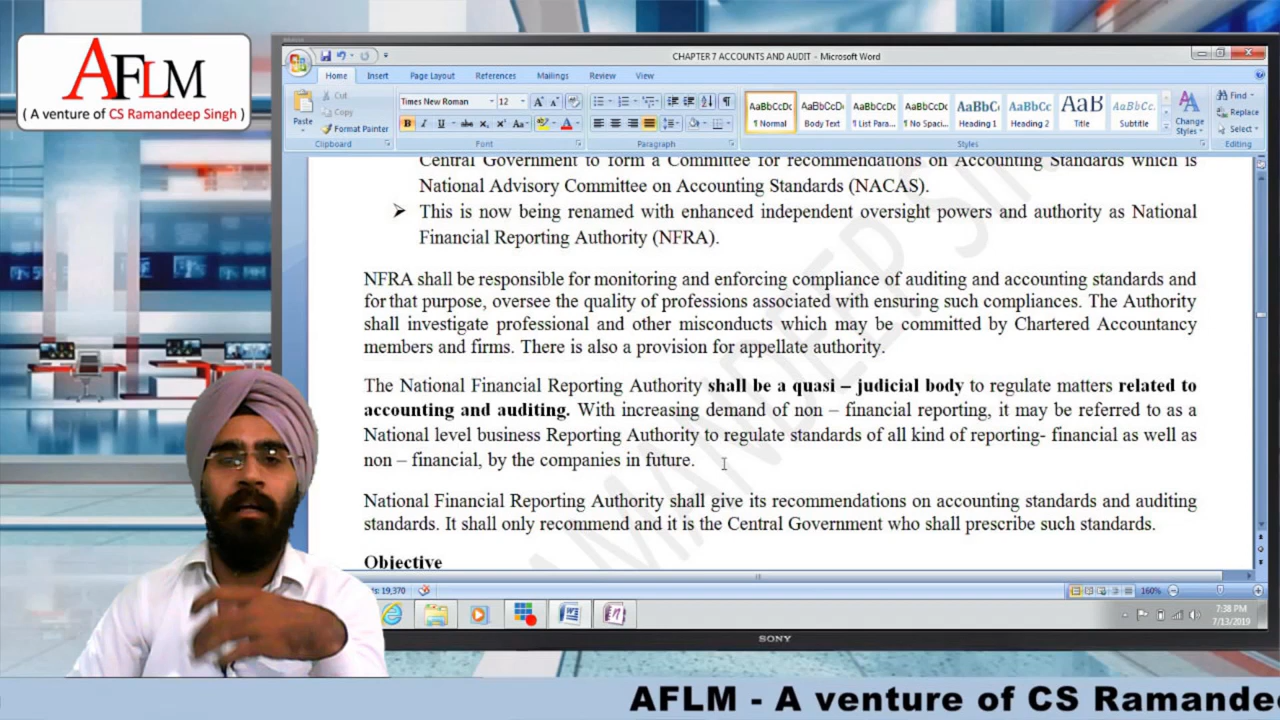 AFLM
( A venture of CS Ramandeep Singh )
CHAPTER 7 ACCOUNTS AND AUDIT - Microsoft Word
Home Insert Page Layout References Mailings Review View
Paste
Cut
Copy
Format Painter
Times New Roman 12
AaBbCcDc AaBbCcDc AaBbCcDc AaBbCcDc AaBbC AaBbCc AaB AaBbCc.
¶ Normal Body Text ¶ List Para... ¶ No Spaci... Heading 1 Heading 2 Title Subtitle
Change Styles
Find
Replace
Select
Clipboard Font Paragraph Styles Editing
Central Government to form a Committee for recommendations on Accounting Standards which is
National Advisory Committee on Accounting Standards (NACAS).
➤ This is now being renamed with enhanced independent oversight powers and authority as National
Financial Reporting Authority (NFRA).
NFRA shall be responsible for monitoring and enforcing compliance of auditing and accounting standards and
for that purpose, oversee the quality of professions associated with ensuring such compliances. The Authority
shall investigate professional and other misconducts which may be committed by Chartered Accountancy
members and firms. There is also a provision for appellate authority.
The National Financial Reporting Authority shall be a quasi – judicial body to regulate matters related to
accounting and auditing. With increasing demand of non – financial reporting, it may be referred to as a
National level business Reporting Authority to regulate standards of all kind of reporting- financial as well as
non – financial, by the companies in future.
National Financial Reporting Authority shall give its recommendations on accounting standards and auditing
standards. It shall only recommend and it is the Central Government who shall prescribe such standards.
Objective
: 19,370
160%
7:38 PM
7/13/2019
SONY
AFLM - A venture of CS Ramande